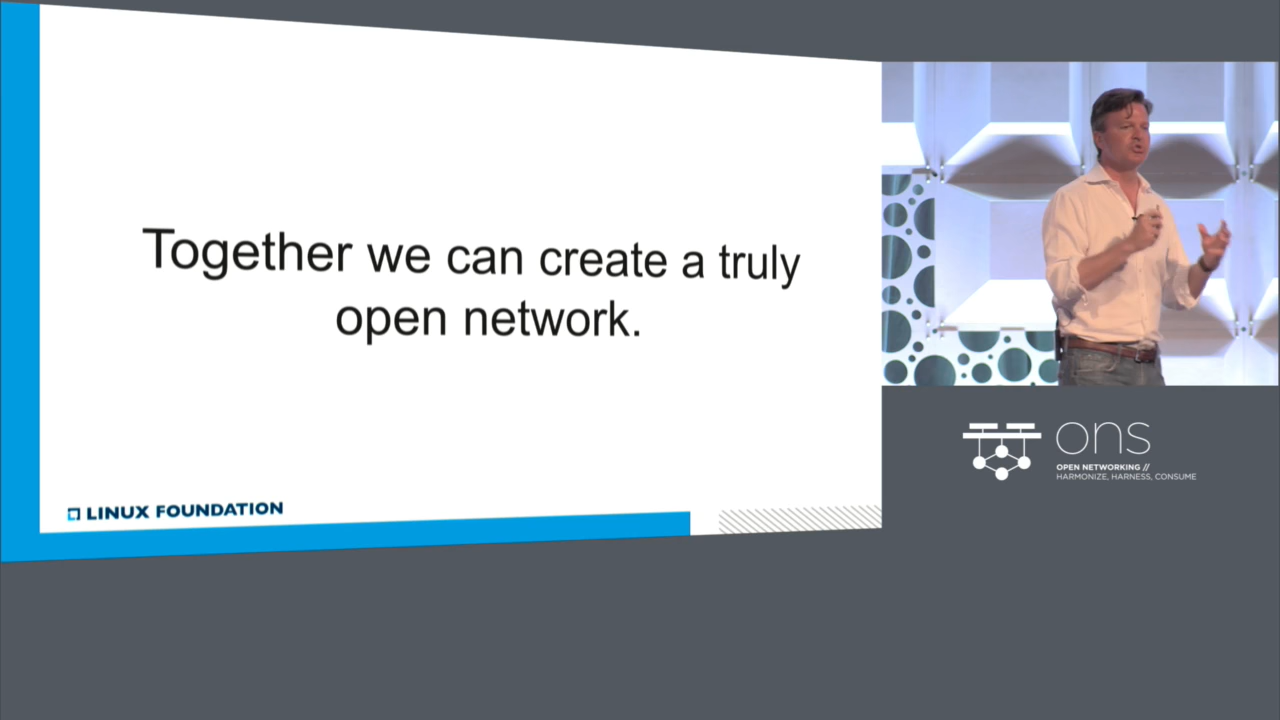 Together we can create a truly
open network.
LINUX FOUNDATION
ons
OPEN NETWORKING //
HARMONIZE, HARNESS, CONSUME